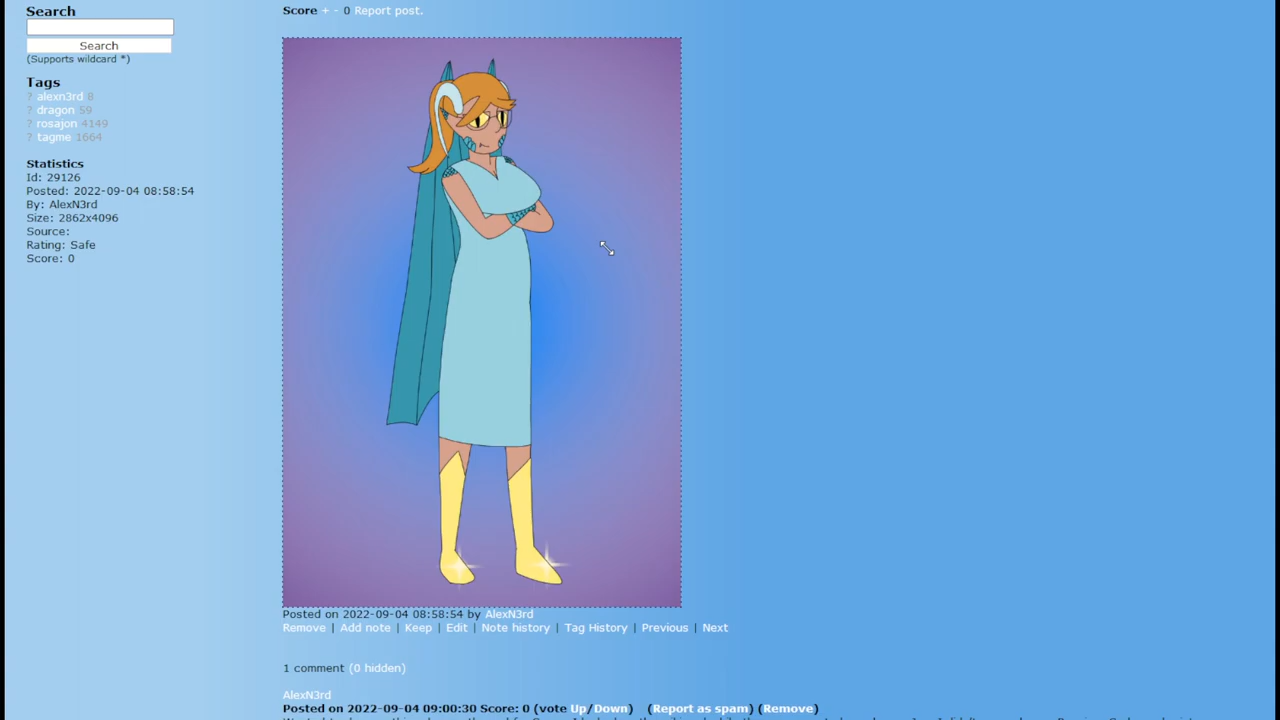 Search
Search
(Supports wildcard *)
Tags
? alexn3rd 8
? dragon 59
? rosajon 4149
? tagme 1664
Statistics
Id: 29126
Posted: 2022-09-04 08:58:54
By: AlexN3rd
Size: 2862x4096
Source:
Rating: Safe
Score: 0
Score + - 0 Report post.
Posted on 2022-09-04 08:58:54 by AlexN3rd
Remove | Add note | Keep | Edit | Note history | Tag History | Previous | Next
1 comment (0 hidden)
AlexN3rd
Posted on 2022-09-04 09:00:30 Score: 0 (vote Up/Down) (Report as spam) (Remove)